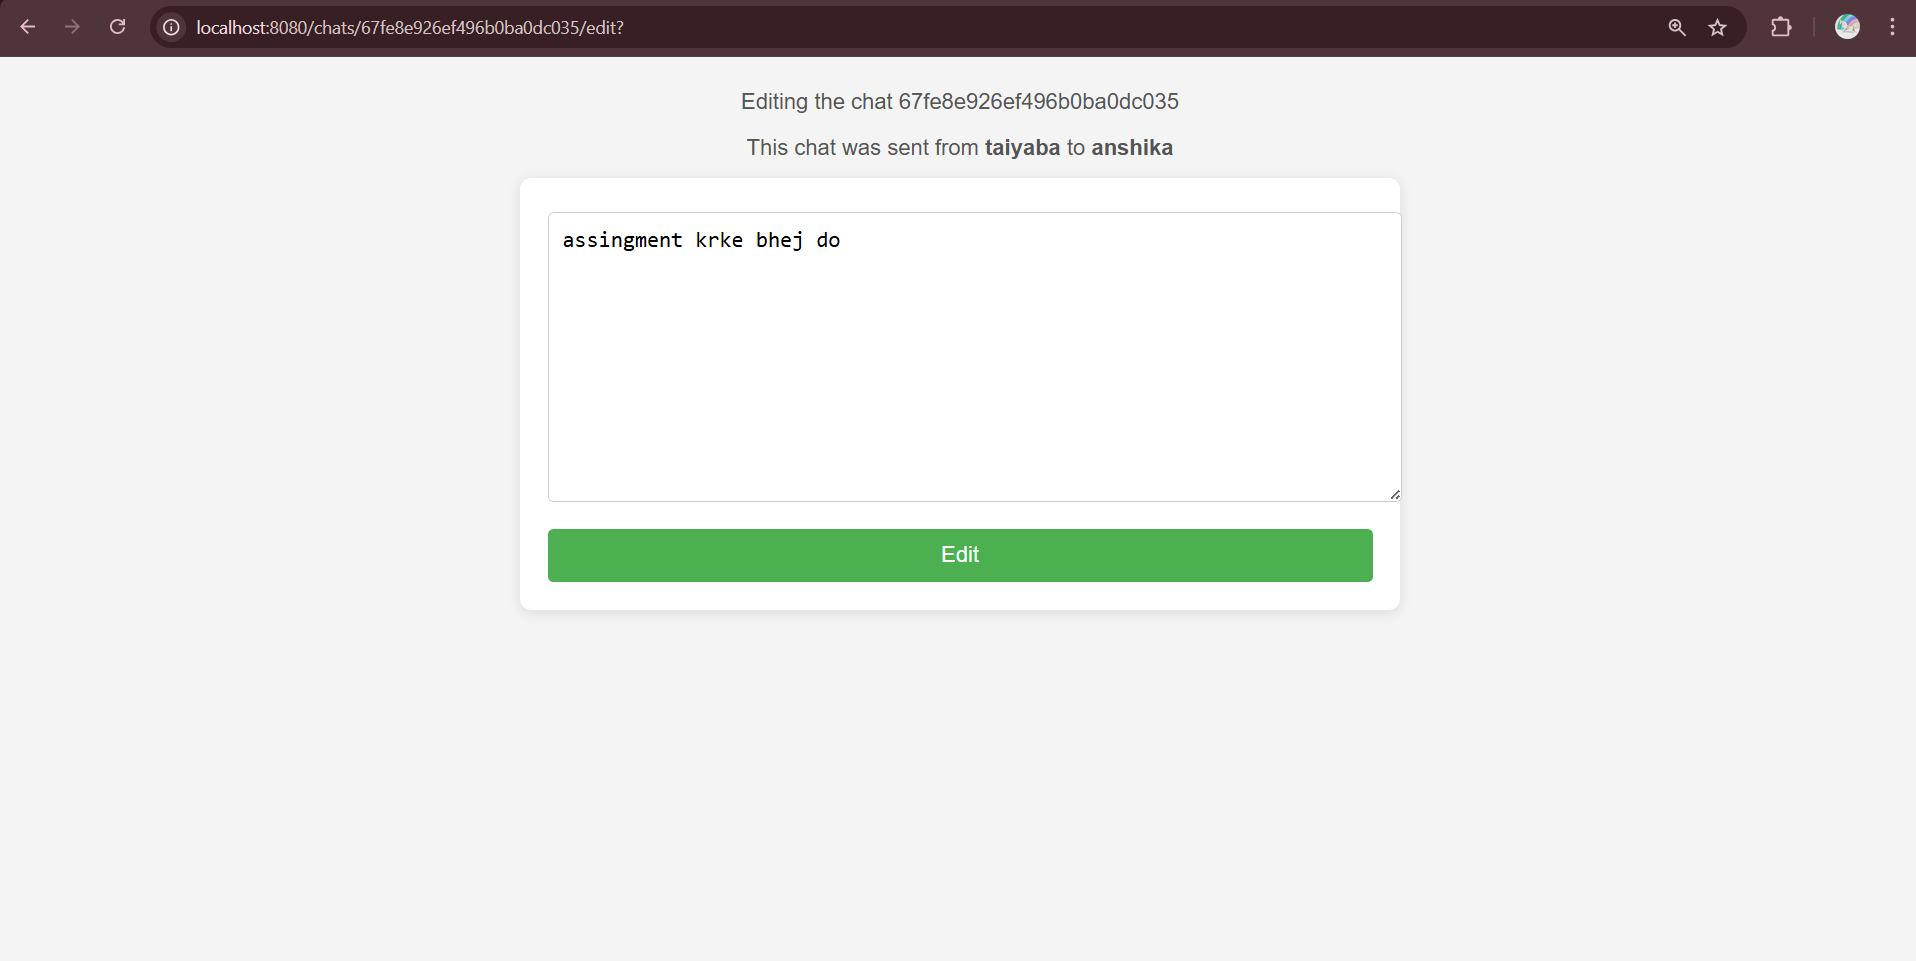 localhost:8080/chats/67fe8e926ef496b0ba0dc035/edit?
Editing the chat 67fe8e926ef496b0ba0dc035
This chat was sent from taiyaba to anshika
assingment krke bhej do
Edit